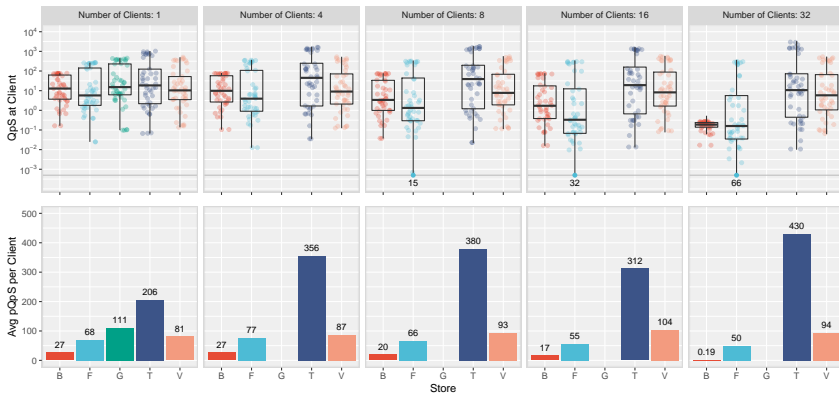 Number of Clients: 1
Number of Clients: 4
Number of Clients: 8
Number of Clients: 16
Number of Clients: 32
QpS at Client
10⁴
10³
10²
10¹
10⁰
10⁻¹
10⁻²
10⁻³
15
32
66
Avg pQpS per Client
500
400
300
200
100
0
27
68
111
206
81
27
77
356
87
20
66
380
93
17
55
312
104
0.19
50
430
94
B F G T V
B F G T V
B F G T V
B F G T V
B F G T V
Store